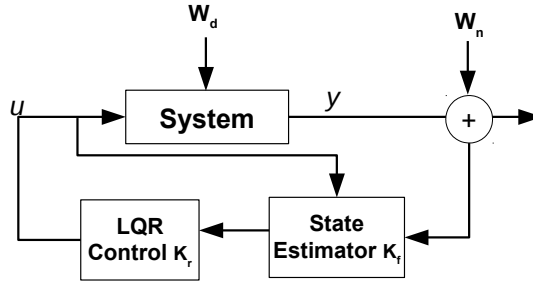 W_d
W_n
u
System
y
+
LQR
Control K_r
State
Estimator K_f